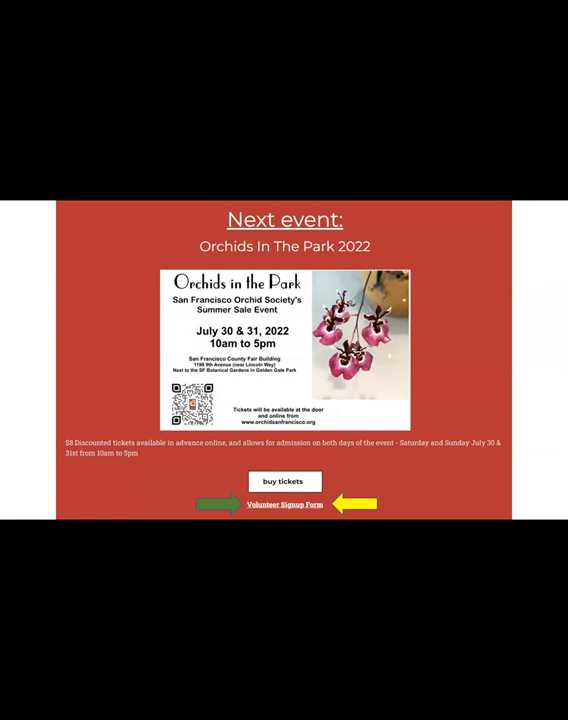 Next event:
Orchids In The Park 2022
Orchids in the Park
San Francisco Orchid Society's
Summer Sale Event
July 30 & 31, 2022
10am to 5pm
San Francisco County Fair Building
1199 9th Avenue (near Lincoln Way)
Next to the SF Botanical Gardens in Golden Gate Park
Tickets will be available at the door
and online from
www.orchidsanfrancisco.org
$8 Discounted tickets available in advance online, and allows for admission on both days of the event - Saturday and Sunday July 30 &
31st from 10am to 5pm
buy tickets
Volunteer Signup Form